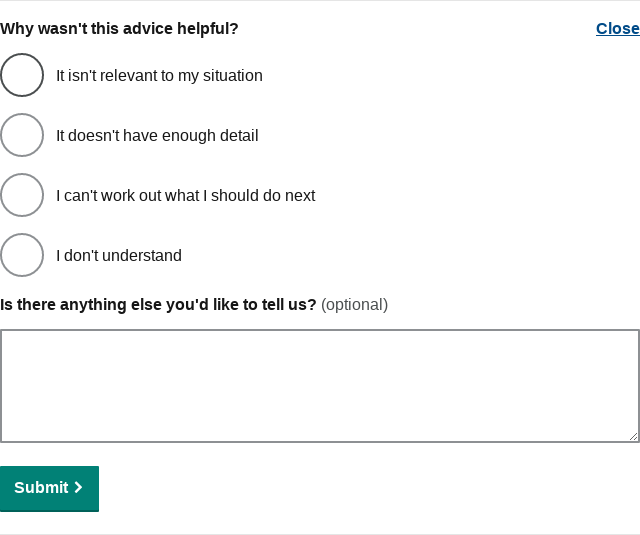 Why wasn't this advice helpful? Close
It isn't relevant to my situation
It doesn't have enough detail
I can't work out what I should do next
I don't understand
Is there anything else you'd like to tell us? (optional)
Submit